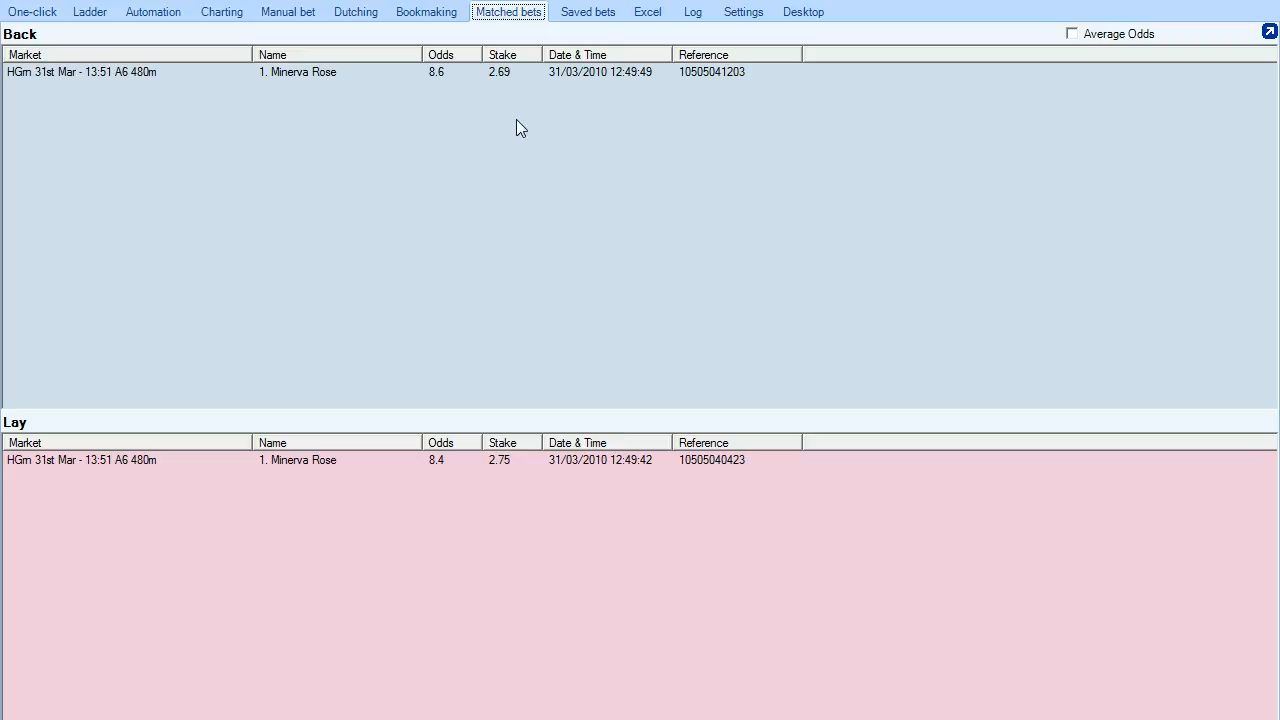 One-click Ladder Automation Charting Manual bet Dutching Bookmaking Matched bets Saved bets Excel Log Settings Desktop
Back Average Odds
Market Name Odds Stake Date & Time Reference
HGm 31st Mar - 13:51 A6 480m 1. Minerva Rose 8.6 2.69 31/03/2010 12:49:49 10505041203
Lay
Market Name Odds Stake Date & Time Reference
HGm 31st Mar - 13:51 A6 480m 1. Minerva Rose 8.4 2.75 31/03/2010 12:49:42 10505040423